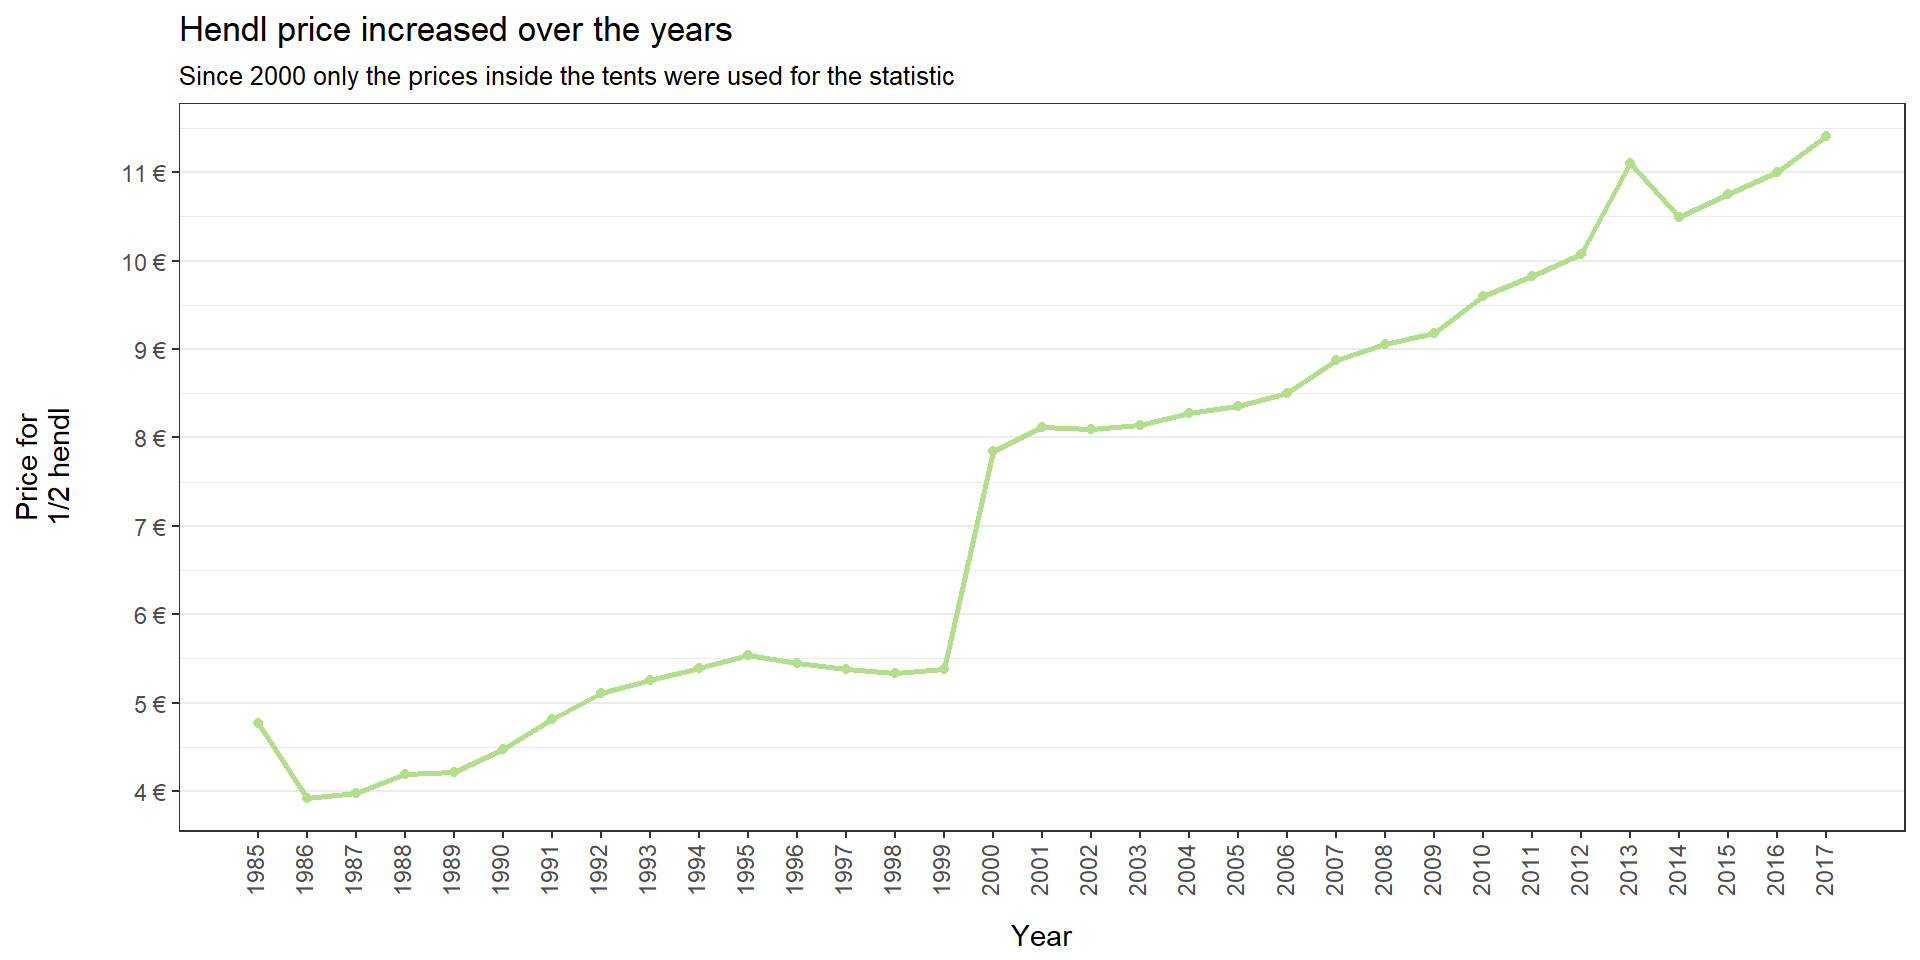 Hendl price increased over the years
Since 2000 only the prices inside the tents were used for the statistic
Price for
1/2 hendl
11 €
10 €
9 €
8 €
7 €
6 €
5 €
4 €
1985 1986 1987 1988 1989 1990 1991 1992 1993 1994 1995 1996 1997 1998 1999 2000 2001 2002 2003 2004 2005 2006 2007 2008 2009 2010 2011 2012 2013 2014 2015 2016 2017
Year